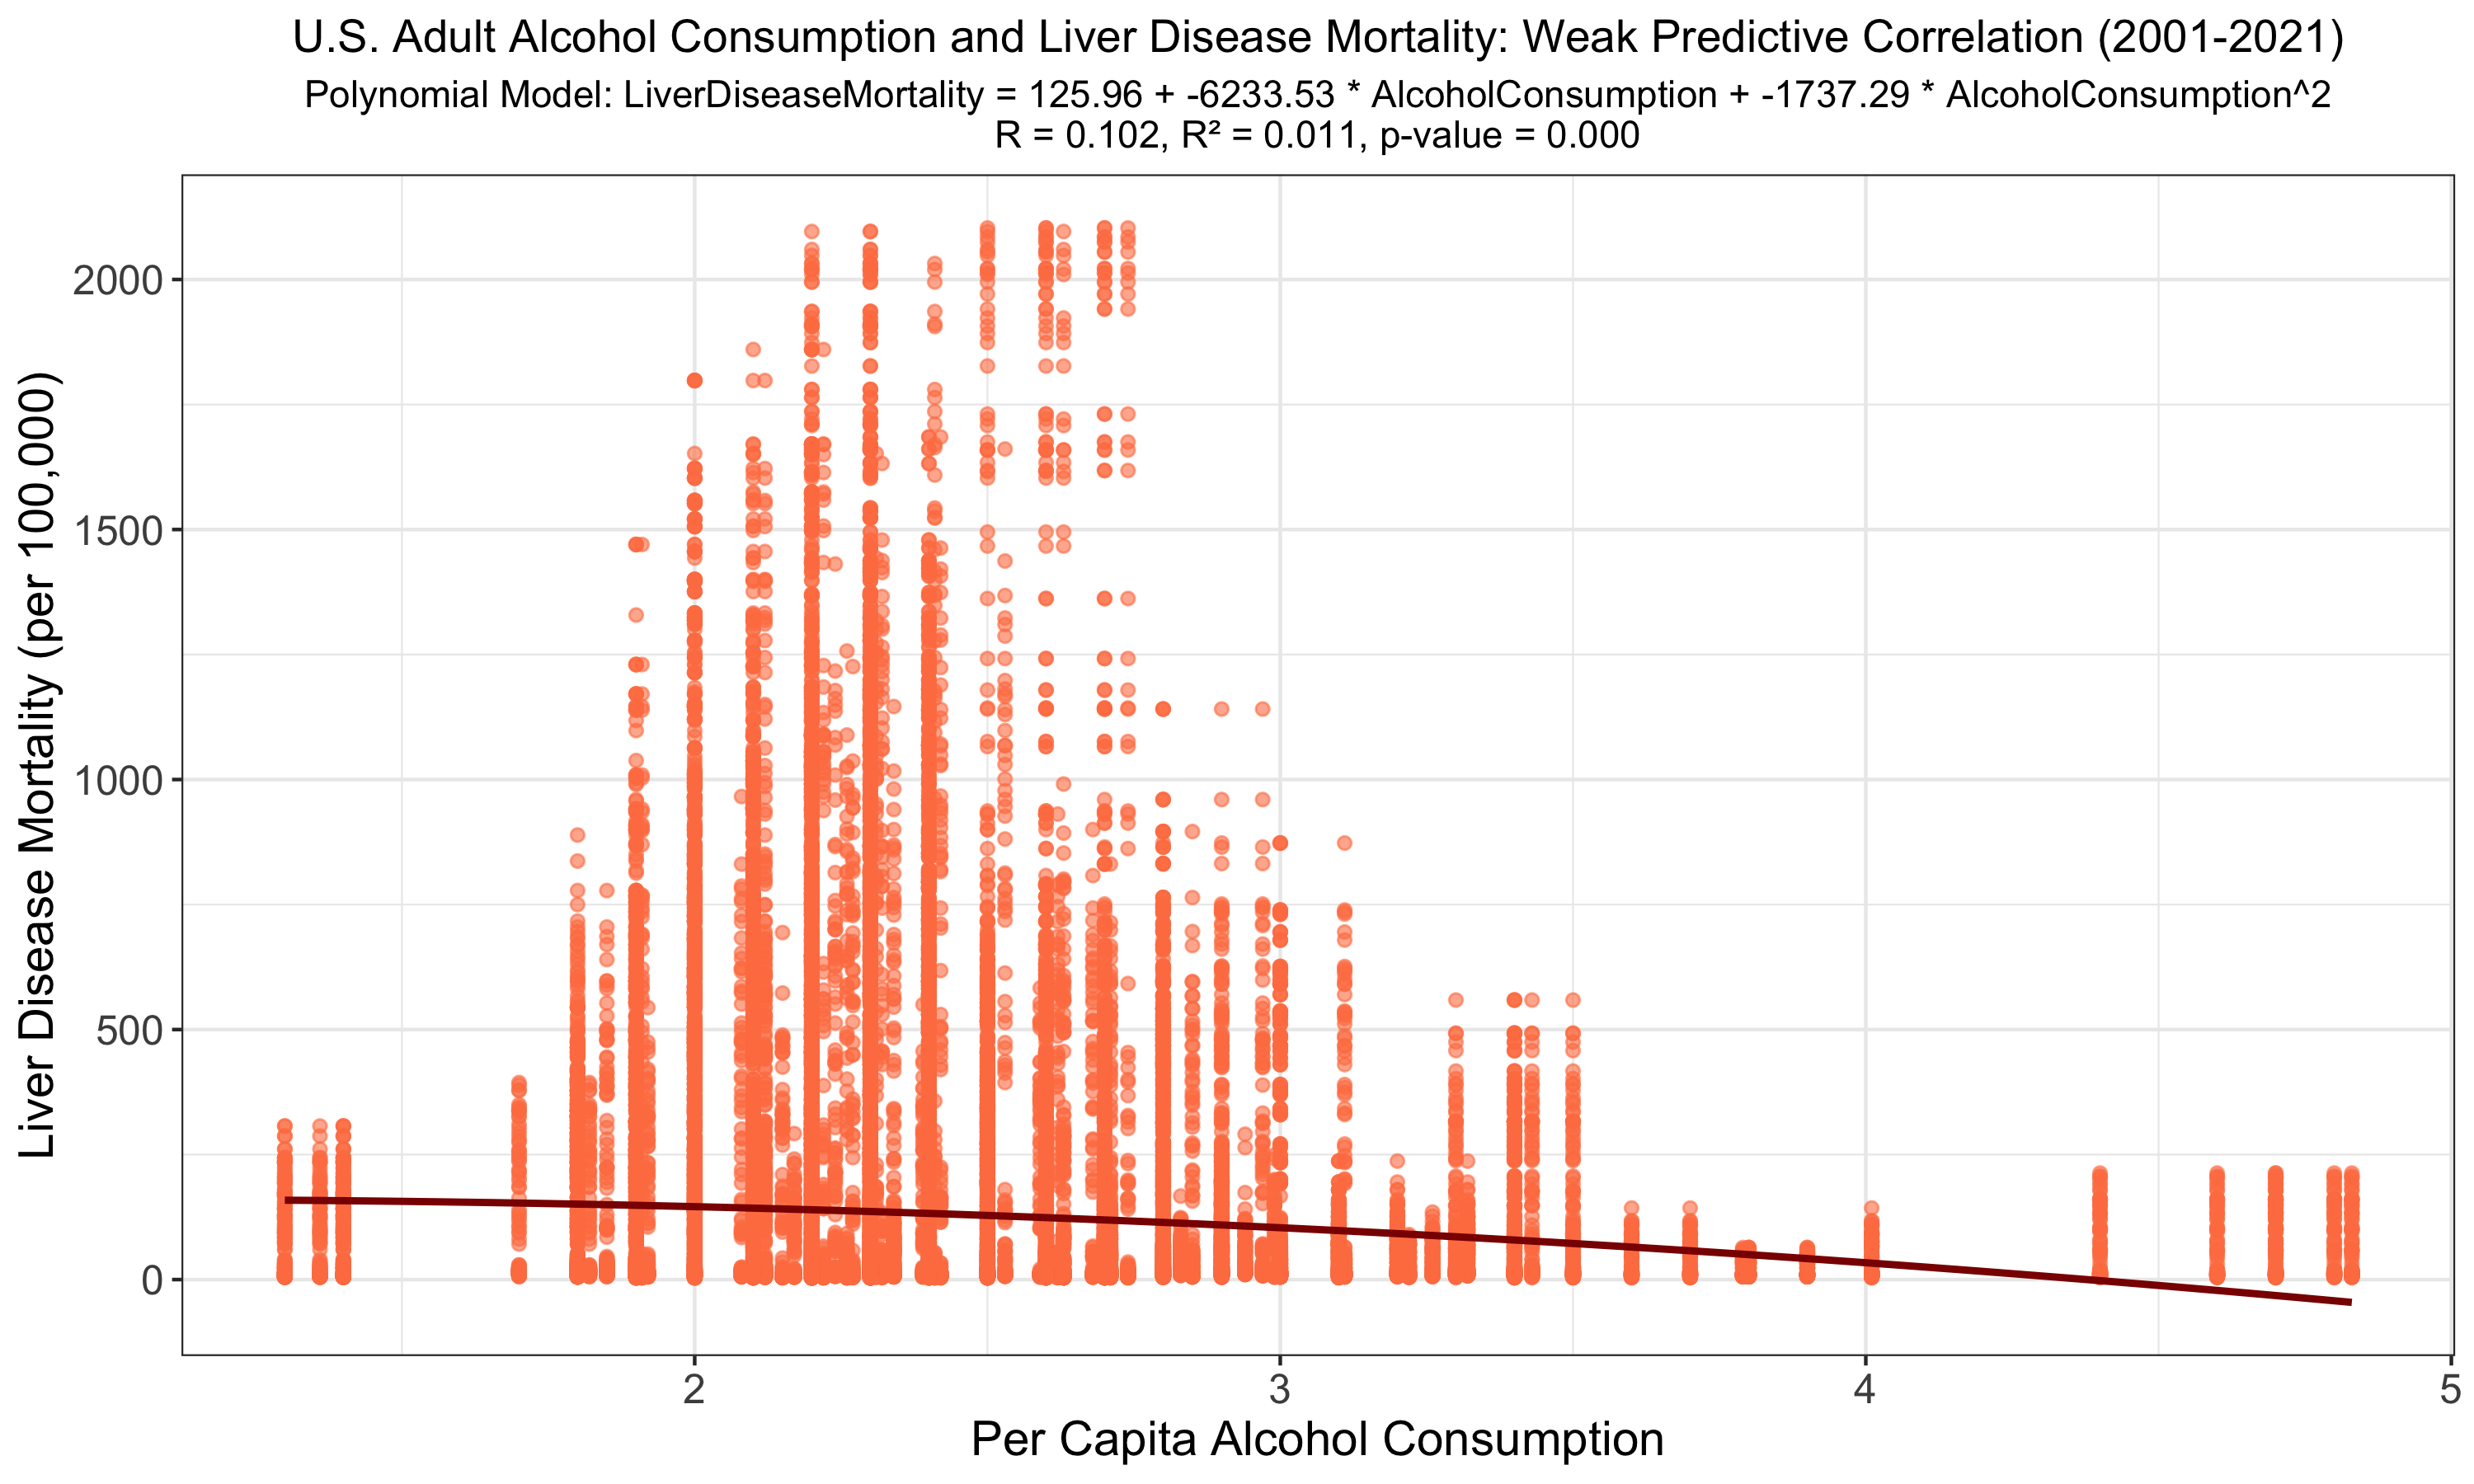 U.S. Adult Alcohol Consumption and Liver Disease Mortality: Weak Predictive Correlation (2001-2021)
Polynomial Model: LiverDiseaseMortality = 125.96 + -6233.53 * AlcoholConsumption + -1737.29 * AlcoholConsumption^2
R = 0.102, R² = 0.011, p-value = 0.000
Liver Disease Mortality (per 100,000)
2000
1500
1000
500
0
2
3
4
5
Per Capita Alcohol Consumption